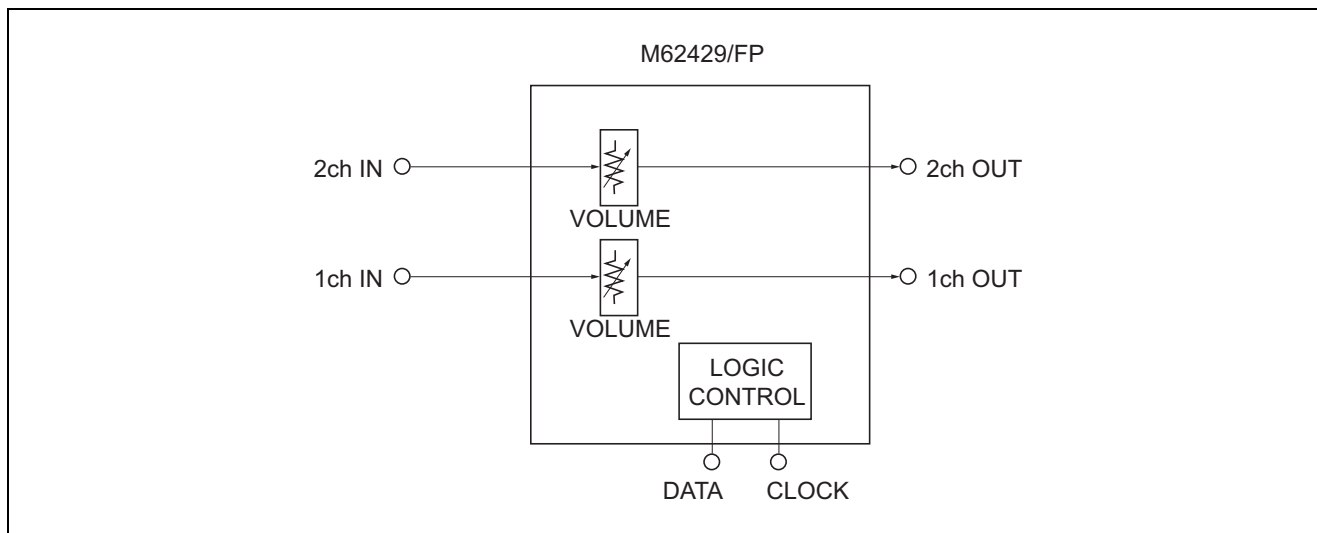 M62429/FP
2ch IN
2ch OUT
VOLUME
1ch IN
1ch OUT
VOLUME
LOGIC
CONTROL
DATA
CLOCK